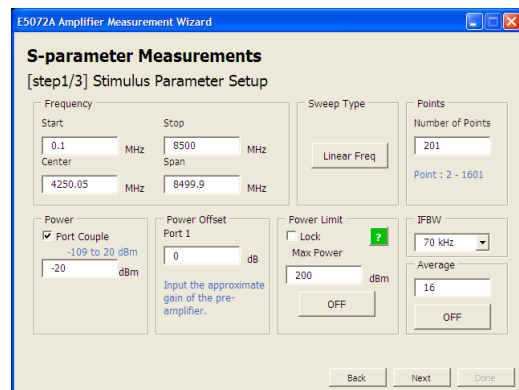 E5072A Amplifier Measurement Wizard
S-parameter Measurements
[step1/3] Stimulus Parameter Setup
Frequency
Start
Stop
0.1 MHz
8500 MHz
Center
Span
4250.05 MHz
8499.9 MHz
Sweep Type
Linear Freq
Points
Number of Points
201
Point : 2 - 1601
Power
Port Couple
-109 to 20 dBm
-20 dBm
Power Offset
Port 1
0 dB
Input the approximate
gain of the pre-
amplifier.
Power Limit
Lock
?
Max Power
200 dBm
OFF
IFBW
70 kHz
Average
16
OFF
Back
Next
Done